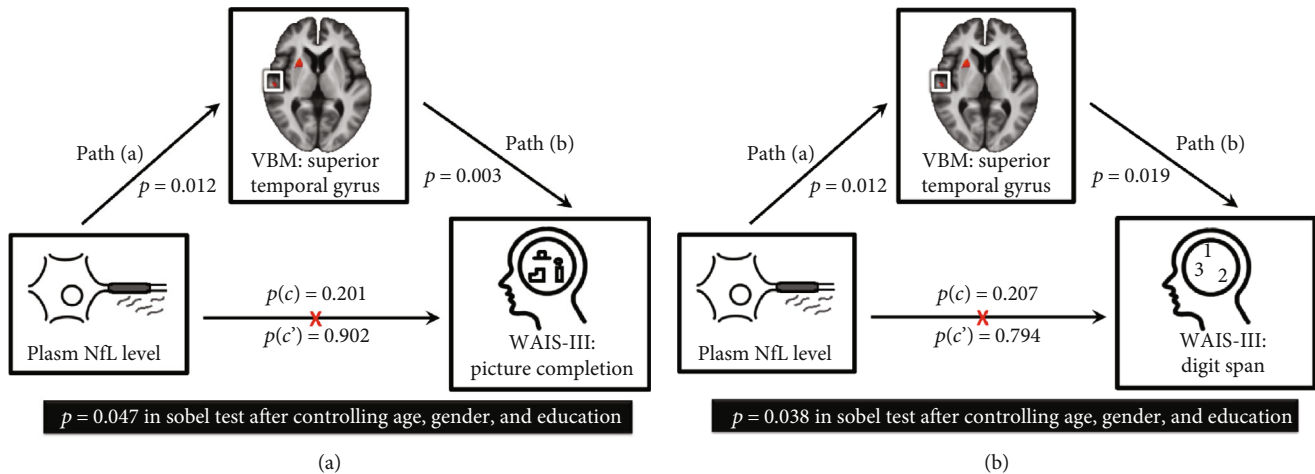 Path (a)
p = 0.012
VBM: superior
temporal gyrus
Path (b)
p = 0.003
Plasm NfL level
p(c) = 0.201
p(c') = 0.902
WAIS-III:
picture completion
p = 0.047 in sobel test after controlling age, gender, and education
(a)
Path (a)
p = 0.012
VBM: superior
temporal gyrus
Path (b)
p = 0.019
Plasm NfL level
p(c) = 0.207
p(c') = 0.794
1
3
2
WAIS-III:
digit span
p = 0.038 in sobel test after controlling age, gender, and education
(b)